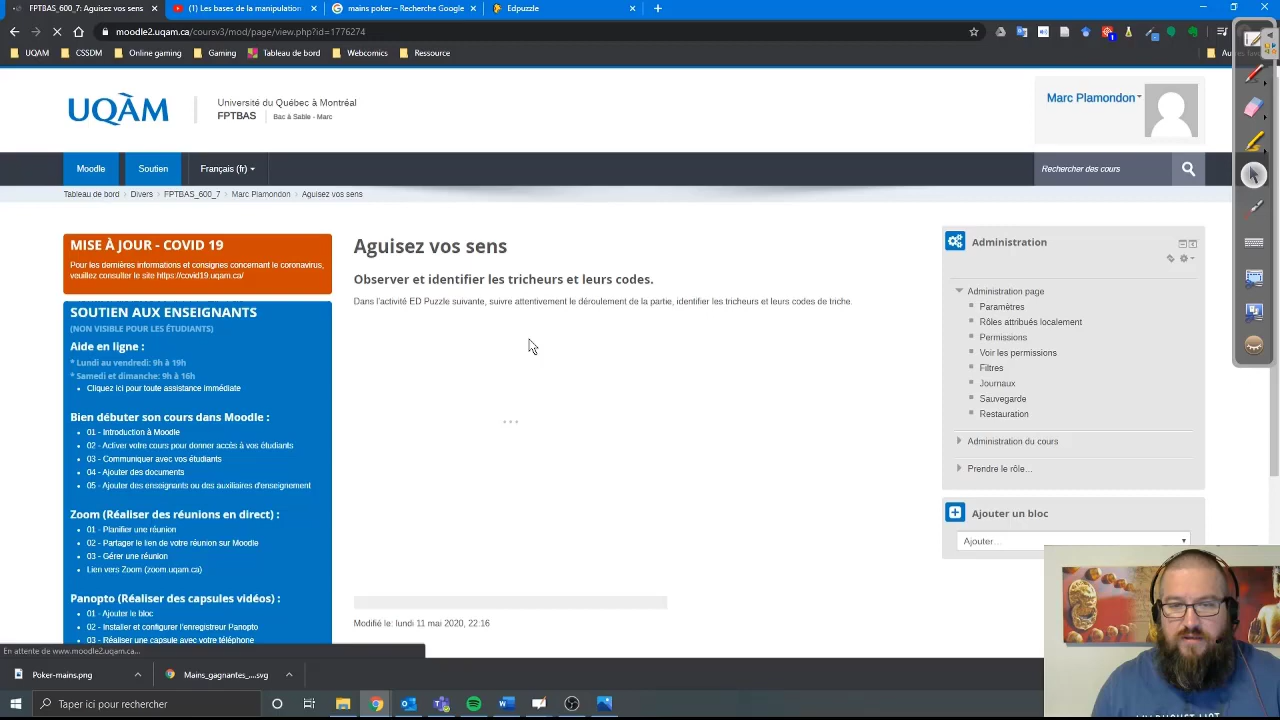 FPTBAS_600_7: Aguisez vos sens
(1) Les bases de la manipulation
mains poker – Recherche Google
Edpuzzle
moodle2.uqam.ca/coursv3/mod/page/view.php?id=1776274
UQAM
CSSDM
Online gaming
Gaming
Tableau de bord
Webcomics
Ressource
UQÀM
Université du Québec à Montréal
FPTBAS
Bac à Sable - Marc
Marc Plamondon
Moodle
Soutien
Français (fr)
Rechercher des cours
Tableau de bord
Divers
FPTBAS_600_7
Marc Plamondon
Aguisez vos sens
MISE À JOUR - COVID 19
Pour les dernières informations et consignes concernant le coronavirus,
veuillez consulter le site https://covid19.uqam.ca/
SOUTIEN AUX ENSEIGNANTS
(NON VISIBLE POUR LES ÉTUDIANTS)
Aide en ligne :
* Lundi au vendredi: 9h à 19h
* Samedi et dimanche: 9h à 16h
Cliquez ici pour toute assistance immédiate
Bien débuter son cours dans Moodle :
01 - Introduction à Moodle
02 - Activer votre cours pour donner accès à vos étudiants
03 - Communiquer avec vos étudiants
04 - Ajouter des documents
05 - Ajouter des enseignants ou des auxiliaires d'enseignement
Zoom (Réaliser des réunions en direct) :
01 - Planifier une réunion
02 - Partager le lien de votre réunion sur Moodle
03 - Gérer une réunion
Lien vers Zoom (zoom.uqam.ca)
Panopto (Réaliser des capsules vidéos) :
01 - Ajouter le bloc
02 - Installer et configurer l'enregistreur Panopto
03 - Réaliser une capsule avec votre téléphone
Aguisez vos sens
Observer et identifier les tricheurs et leurs codes.
Dans l'activité ED Puzzle suivante, suivre attentivement le déroulement de la partie, identifier les tricheurs et leurs codes de triche.
Modifié le: lundi 11 mai 2020, 22:16
Administration
Administration page
Paramètres
Rôles attribués localement
Permissions
Voir les permissions
Filtres
Journaux
Sauvegarde
Restauration
Administration du cours
Prendre le rôle…
Ajouter un bloc
Ajouter...
En attente de www.moodle2.uqam.ca...
Poker-mains.png
Mains_gagnantes_....svg
Taper ici pour rechercher